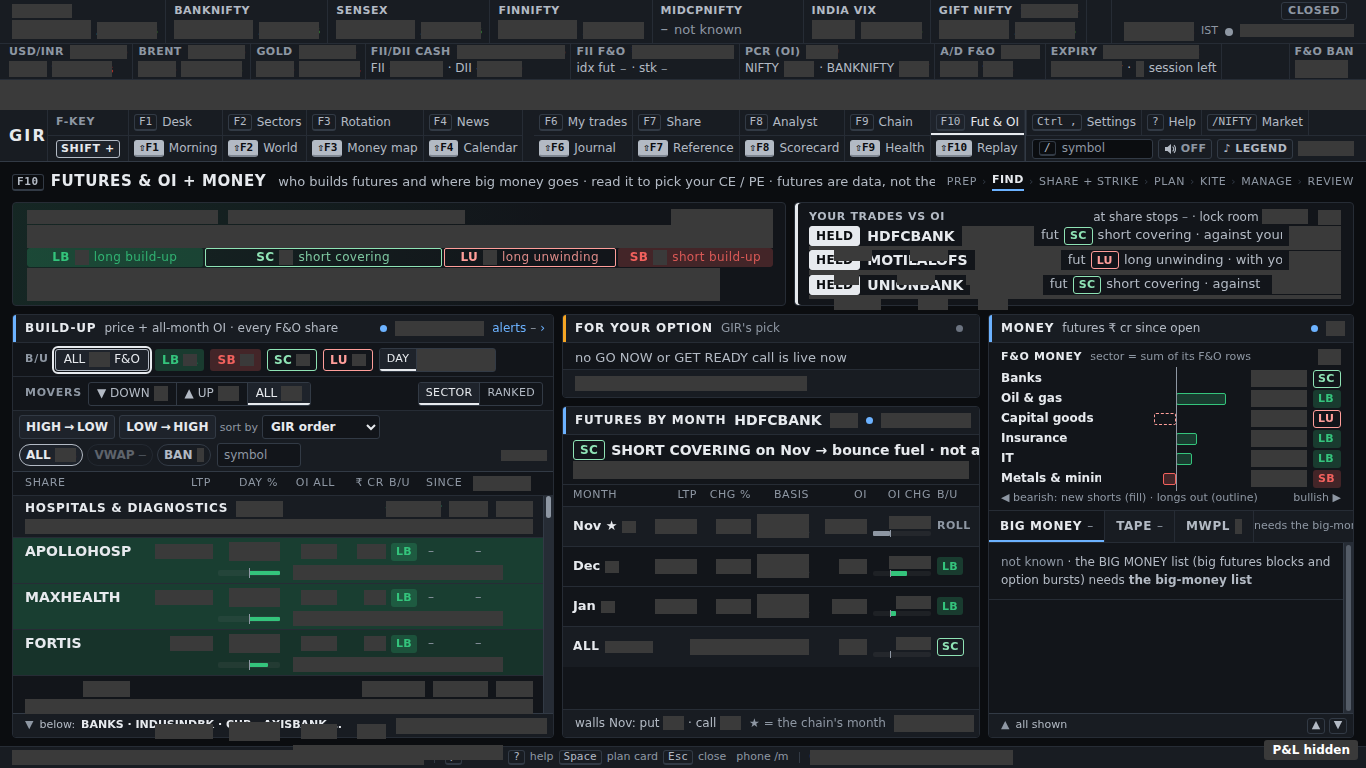 BANKNIFTY SENSEX FINNIFTY MIDCPNIFTY INDIA VIX GIFT NIFTY CLOSED
– not known IST
USD/INR BRENT GOLD FII/DII CASH FII F&O PCR (OI) A/D F&O EXPIRY F&O BAN
FII · DII idx fut – · stk – NIFTY · BANKNIFTY · session left
GIR F-KEY F1 Desk F2 Sectors F3 Rotation F4 News F6 My trades F7 Share F8 Analyst F9 Chain F10 Fut & OI Ctrl , Settings ? Help /NIFTY Market
SHIFT + ⇧F1 Morning ⇧F2 World ⇧F3 Money map ⇧F4 Calendar ⇧F6 Journal ⇧F7 Reference ⇧F8 Scorecard ⇧F9 Health ⇧F10 Replay / symbol OFF ♪ LEGEND
F10 FUTURES & OI + MONEY who builds futures and where big money goes · read it to pick your CE / PE · futures are data, not the PREP › FIND › SHARE + STRIKE › PLAN › KITE › MANAGE › REVIEW
LB long build-up SC short covering LU long unwinding SB short build-up
YOUR TRADES VS OI at share stops – · lock room
HELD HDFCBANK fut SC short covering · against your
HELD MOTILALOFS fut LU long unwinding · with yo
HELD UNIONBANK fut SC short covering · against
BUILD-UP price + all-month OI · every F&O share alerts – ›
B/U ALL F&O LB SB SC LU DAY
MOVERS ▼ DOWN ▲ UP ALL SECTOR RANKED
HIGH → LOW LOW → HIGH sort by GIR order
ALL VWAP – BAN symbol
SHARE LTP DAY % OI ALL ₹ CR B/U SINCE
HOSPITALS & DIAGNOSTICS
APOLLOHOSP LB – –
MAXHEALTH LB – –
FORTIS LB – –
▼ below: BANKS · INDUSINDBK · CUB · AXISBANK
FOR YOUR OPTION GIR's pick
no GO NOW or GET READY call is live now
FUTURES BY MONTH HDFCBANK
SC SHORT COVERING on Nov → bounce fuel · not a
MONTH LTP CHG % BASIS OI OI CHG B/U
Nov ★ ROLL
Dec LB
Jan LB
ALL SC
walls Nov: put · call ★ = the chain's month
MONEY futures ₹ cr since open
F&O MONEY sector = sum of its F&O rows
Banks SC
Oil & gas LB
Capital goods LU
Insurance LB
IT LB
Metals & minin SB
◀ bearish: new shorts (fill) · longs out (outline) bullish ▶
BIG MONEY – TAPE – MWPL needs the big-mon
not known · the BIG MONEY list (big futures blocks and
option bursts) needs the big-money list
▲ all shown ▲ ▼
? help Space plan card Esc close phone /m
P&L hidden